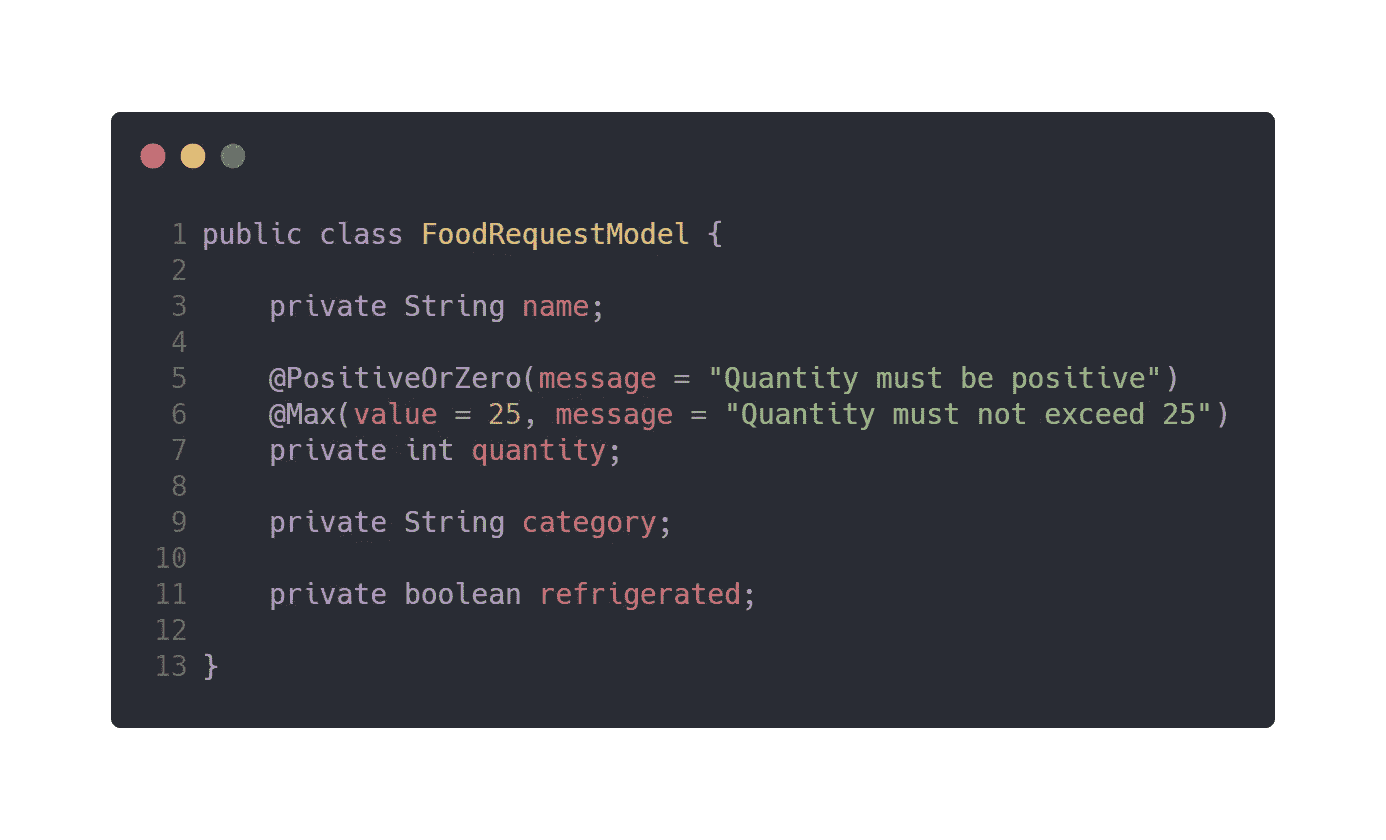 1 public class FoodRequestModel {
2
3     private String name;
4
5     @PositiveOrZero(message = "Quantity must be positive")
6     @Max(value = 25, message = "Quantity must not exceed 25")
7     private int quantity;
8
9     private String category;
10
11     private boolean refrigerated;
12
13 }